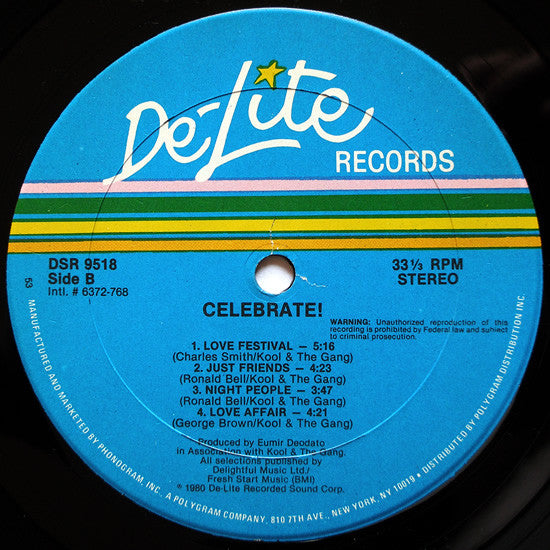 De-Lite
RECORDS
DSR 9518
Side B
Intl. # 6372-768
33⅓ RPM
STEREO
53
CELEBRATE!
WARNING: Unauthorized reproduction of this
recording is prohibited by Federal law and subject
to criminal prosecution.
1. LOVE FESTIVAL — 5:16
(Charles Smith/Kool & The Gang)
2. JUST FRIENDS — 4:23
(Ronald Bell/Kool & The Gang)
3. NIGHT PEOPLE — 3:47
(Ronald Bell/Kool & The Gang)
4. LOVE AFFAIR — 4:21
(George Brown/Kool & The Gang)
Produced by Eumir Deodato
in Association with Kool & The Gang.
All selections published by
Delightful Music Ltd./
Fresh Start Music (BMI)
℗ 1980 De-Lite Recorded Sound Corp.
MANUFACTURED AND MARKETED BY PHONOGRAM INC. A POLYGRAM COMPANY, 810 7TH AVE., NEW YORK, N.Y. 10019 • DISTRIBUTED BY POLYGRAM DISTRIBUTION INC.